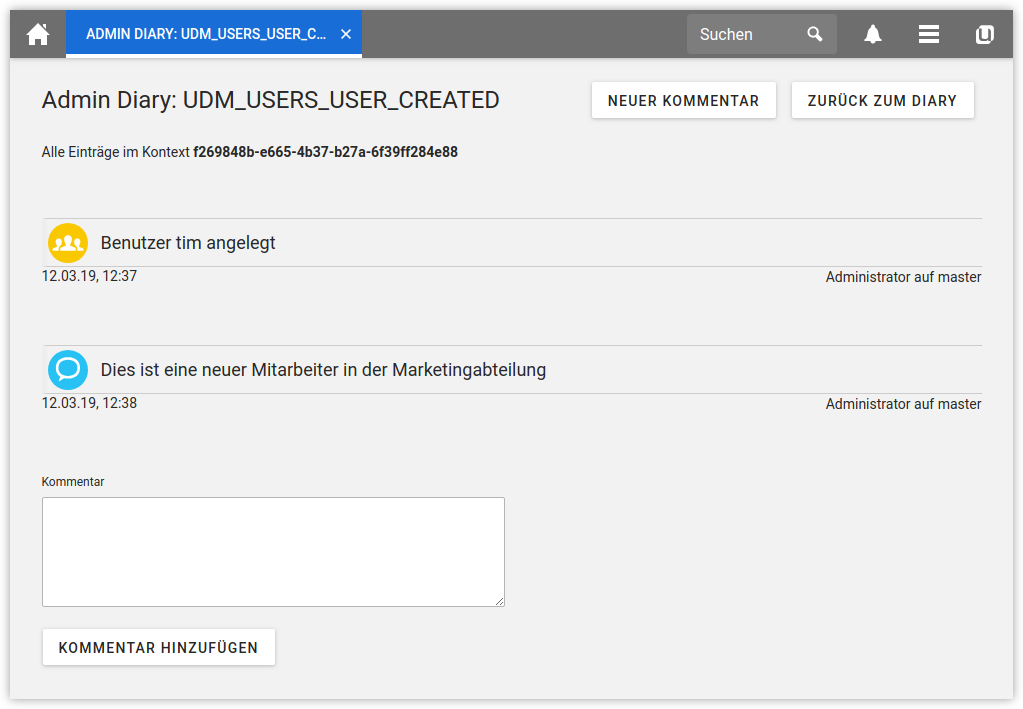 ADMIN DIARY: UDM_USERS_USER_C...
Suchen
Admin Diary: UDM_USERS_USER_CREATED
NEUER KOMMENTAR
ZURÜCK ZUM DIARY
Alle Einträge im Kontext f269848b-e665-4b37-b27a-6f39ff284e88
Benutzer tim angelegt
12.03.19, 12:37
Administrator auf master
Dies ist eine neuer Mitarbeiter in der Marketingabteilung
12.03.19, 12:38
Administrator auf master
Kommentar
KOMMENTAR HINZUFÜGEN